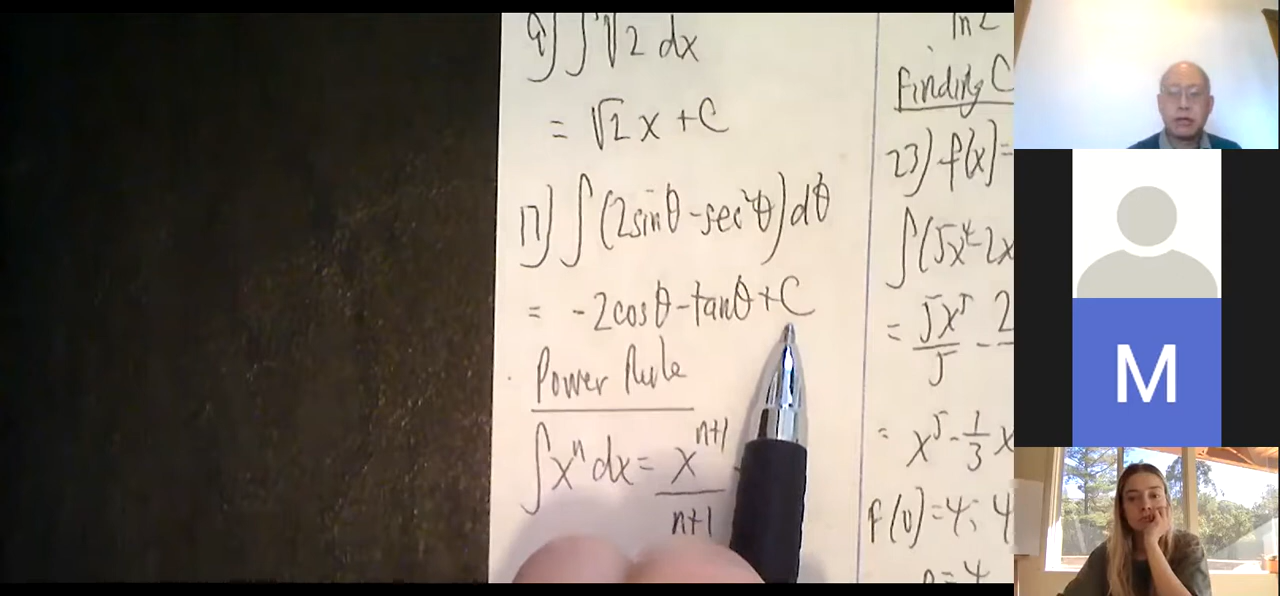 9) ∫ √2 dx
= √2 x + C
17) ∫ (2sinθ - sec²θ) dθ
= -2cosθ - tanθ + C
Power Rule
∫ xⁿ dx = xⁿ⁺¹
n+1
ln 2
Finding C
23) f(x) =
∫ (5x⁴ - 2x
= 5x⁵/5 - 2
= x⁵ - 1/3 x
f(0) = 4; 4
= 4
M